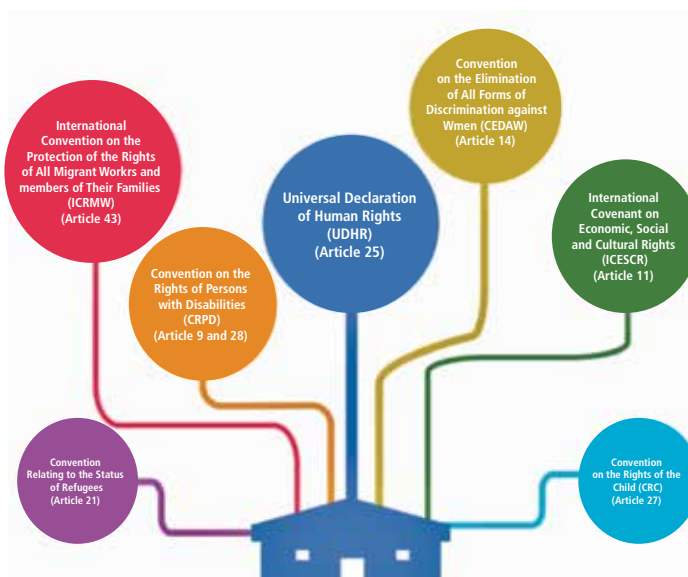 International
Convention on the
Protection of the Rights
of All Migrant Workrs and
members of Their Families
(ICRMW)
(Article 43)
Convention on the
Rights of Persons
with Disabilities
(CRPD)
(Article 9 and 28)
Universal Declaration
of Human Rights
(UDHR)
(Article 25)
Convention
on the Elimination
of All Forms of
Discrimination against
Wmen (CEDAW)
(Article 14)
International
Covenant on
Economic, Social
and Cultural Rights
(ICESCR)
(Article 11)
Convention
Relating to the Status
of Refugees
(Article 21)
Convention
on the Rights of the
Child (CRC)
(Article 27)